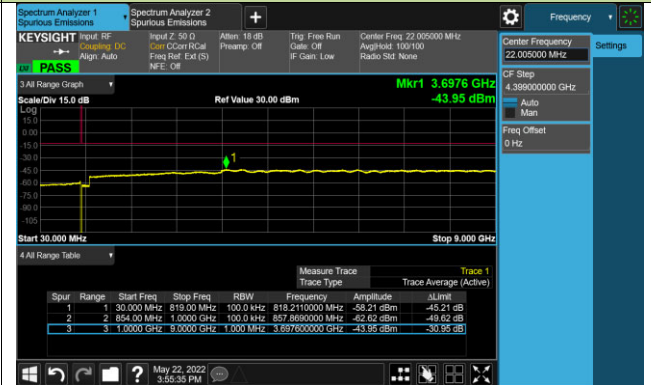 Spectrum Analyzer 1
Spurious Emissions
Spectrum Analyzer 2
Spurious Emissions
Frequency
KEYSIGHT
Input: RF
Coupling: DC
Align: Auto
Input Z: 50 Ω
Corr CCorr RCal
Freq Ref: Ext (S)
NFE: Off
Atten: 18 dB
Preamp: Off
Trig: Free Run
Gate: Off
IF Gain: Low
Center Freq: 22.005000 MHz
Avg|Hold: 100/100
Radio Std: None
PASS
Center Frequency
22.005000 MHz
Settings
CF Step
4.399000000 GHz
Auto
Man
Freq Offset
0 Hz
3 All Range Graph
Mkr1 3.6976 GHz
Scale/Div 15.0 dB
Ref Value 30.00 dBm
-43.95 dBm
Log
15.0
0.00
-15.0
-30.0
-45.0
-60.0
-75.0
-90.0
-105
1
Start 30.000 MHz
Stop 9.000 GHz
4 All Range Table
Measure Trace Trace 1
Trace Type Trace Average (Active)
Spur Range Start Freq Stop Freq RBW Frequency Amplitude ΔLimit
1 1 30.000 MHz 819.00 MHz 100.0 kHz 818.2110000 MHz -58.21 dBm -45.21 dB
2 2 854.00 MHz 1.0000 GHz 100.0 kHz 857.8690000 MHz -62.62 dBm -49.62 dB
3 3 1.0000 GHz 9.0000 GHz 1.000 MHz 3.697600000 GHz -43.95 dBm -30.95 dB
May 22, 2022
3:55:35 PM